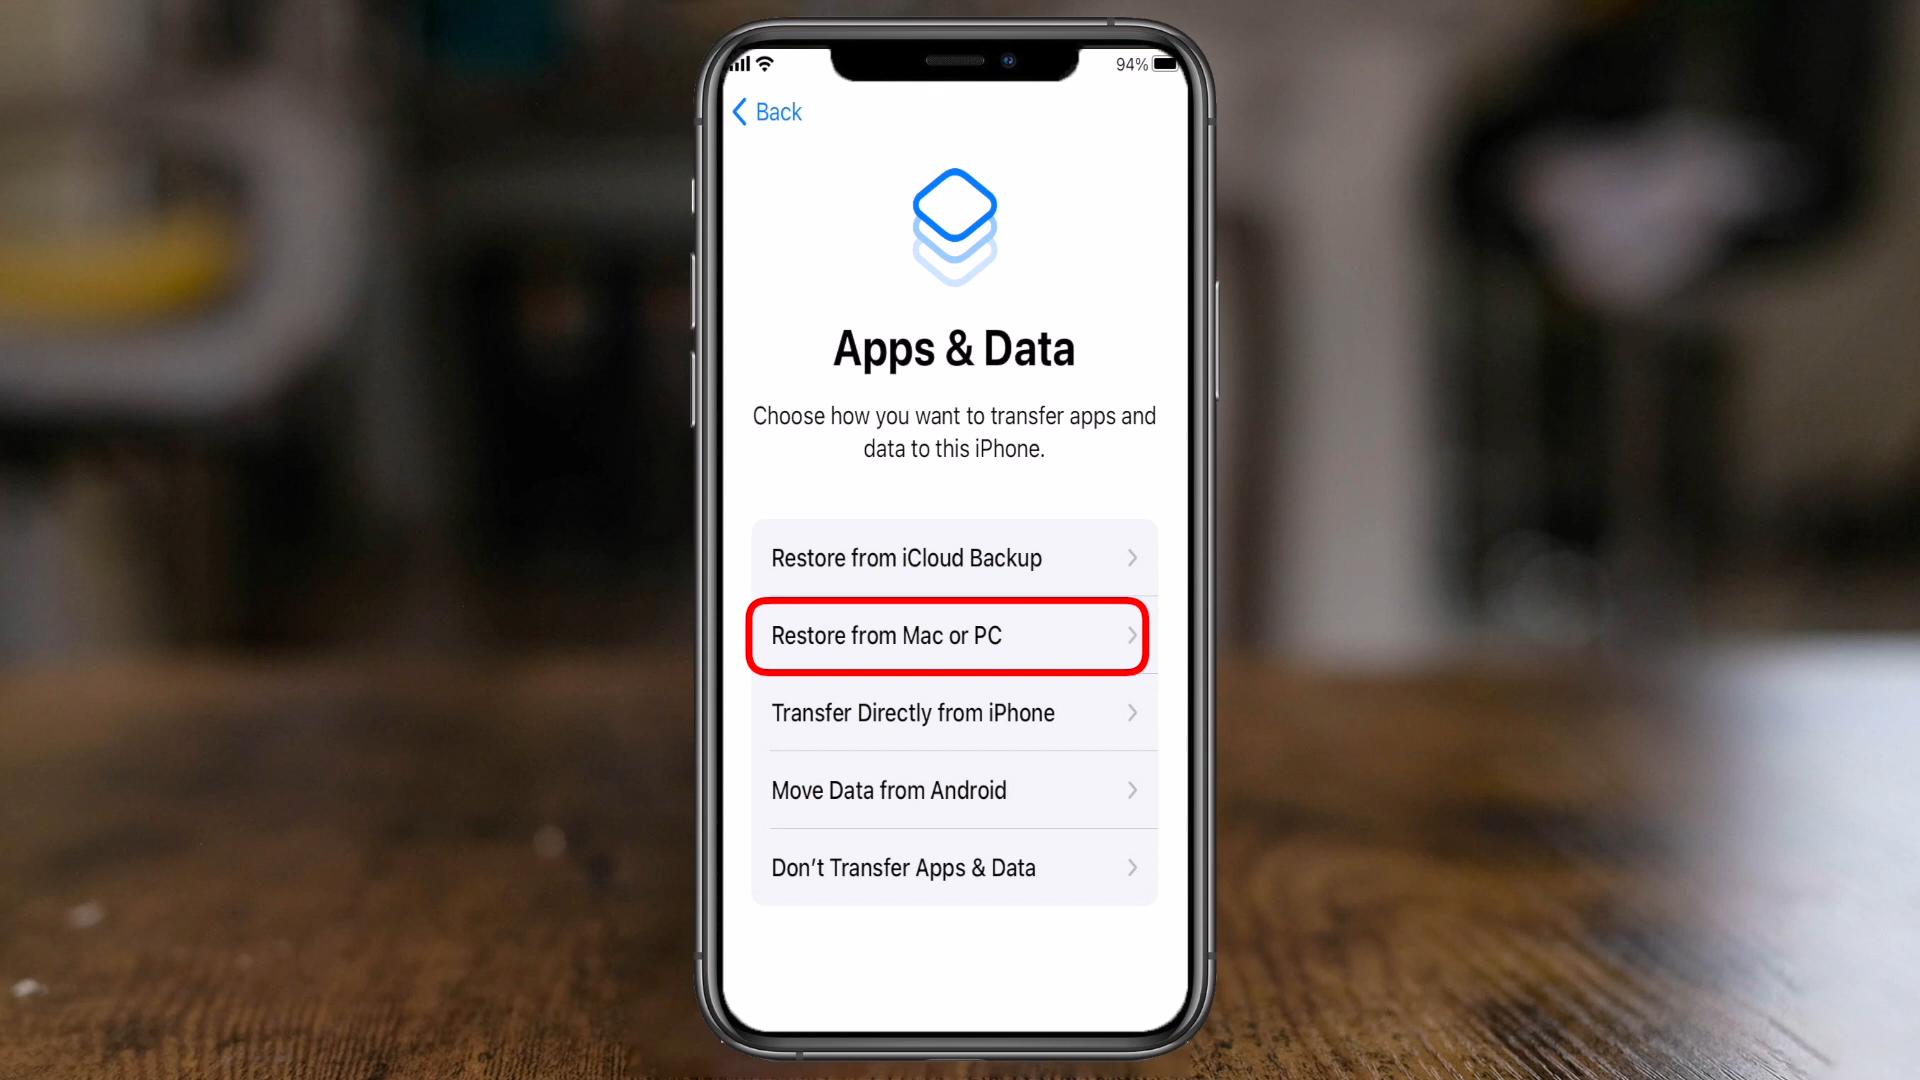 94%
Back
Apps & Data
Choose how you want to transfer apps and
data to this iPhone.
Restore from iCloud Backup
Restore from Mac or PC
Transfer Directly from iPhone
Move Data from Android
Don’t Transfer Apps & Data